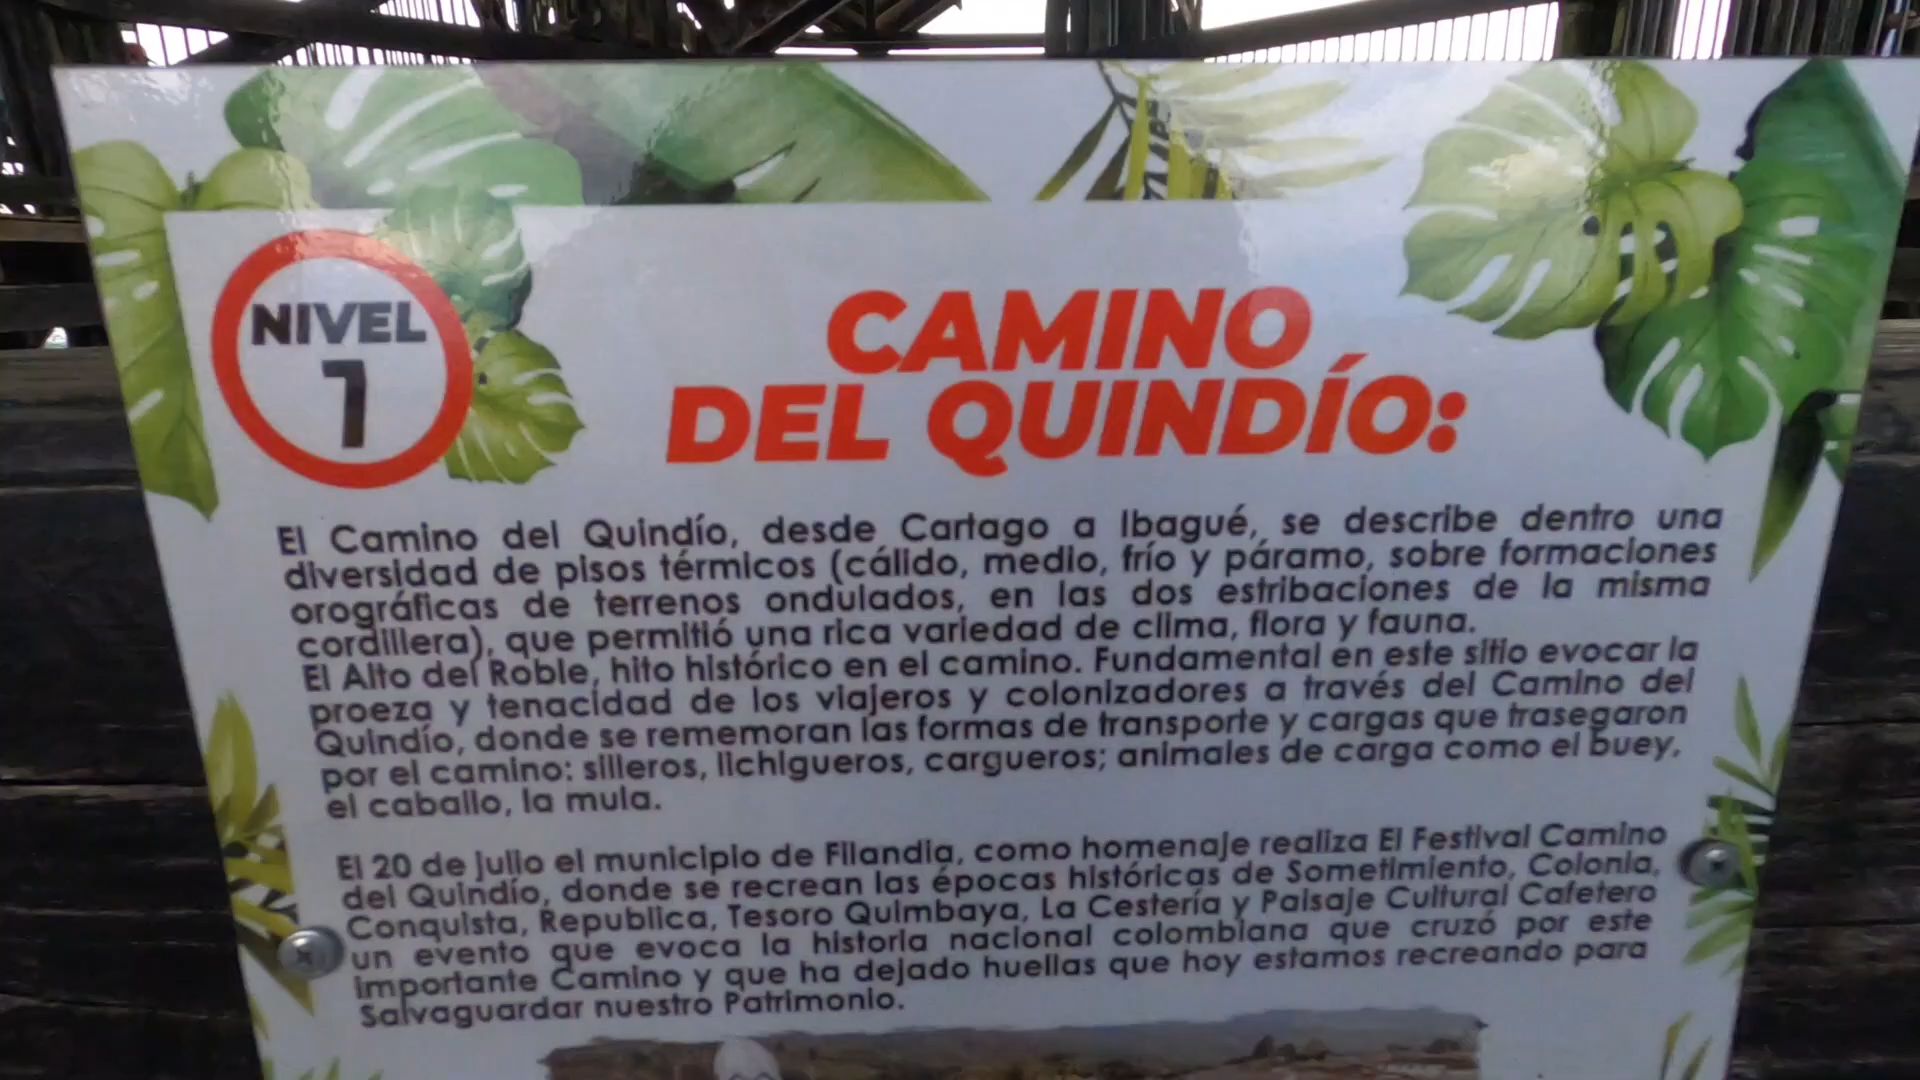 NIVEL
1
CAMINO
DEL QUINDÍO:
El Camino del Quindío, desde Cartago a Ibagué, se describe dentro una
diversidad de pisos térmicos (cálido, medio, frío y páramo, sobre formaciones
orográficas de terrenos ondulados, en las dos estribaciones de la misma
cordillera), que permitió una rica variedad de clima, flora y fauna.
El Alto del Roble, hito histórico en el camino. Fundamental en este sitio evocar la
proeza y tenacidad de los viajeros y colonizadores a través del Camino del
Quindío, donde se rememoran las formas de transporte y cargas que trasegaron
por el camino: silleros, lichigueros, cargueros; animales de carga como el buey,
el caballo, la mula.
El 20 de julio el municipio de Filandia, como homenaje realiza El Festival Camino
del Quindío, donde se recrean las épocas históricas de Sometimiento, Colonia,
Conquista, Republica, Tesoro Quimbaya, La Cestería y Paisaje Cultural Cafetero
un evento que evoca la historia nacional colombiana que cruzó por este
importante Camino y que ha dejado huellas que hoy estamos recreando para
Salvaguardar nuestro Patrimonio.